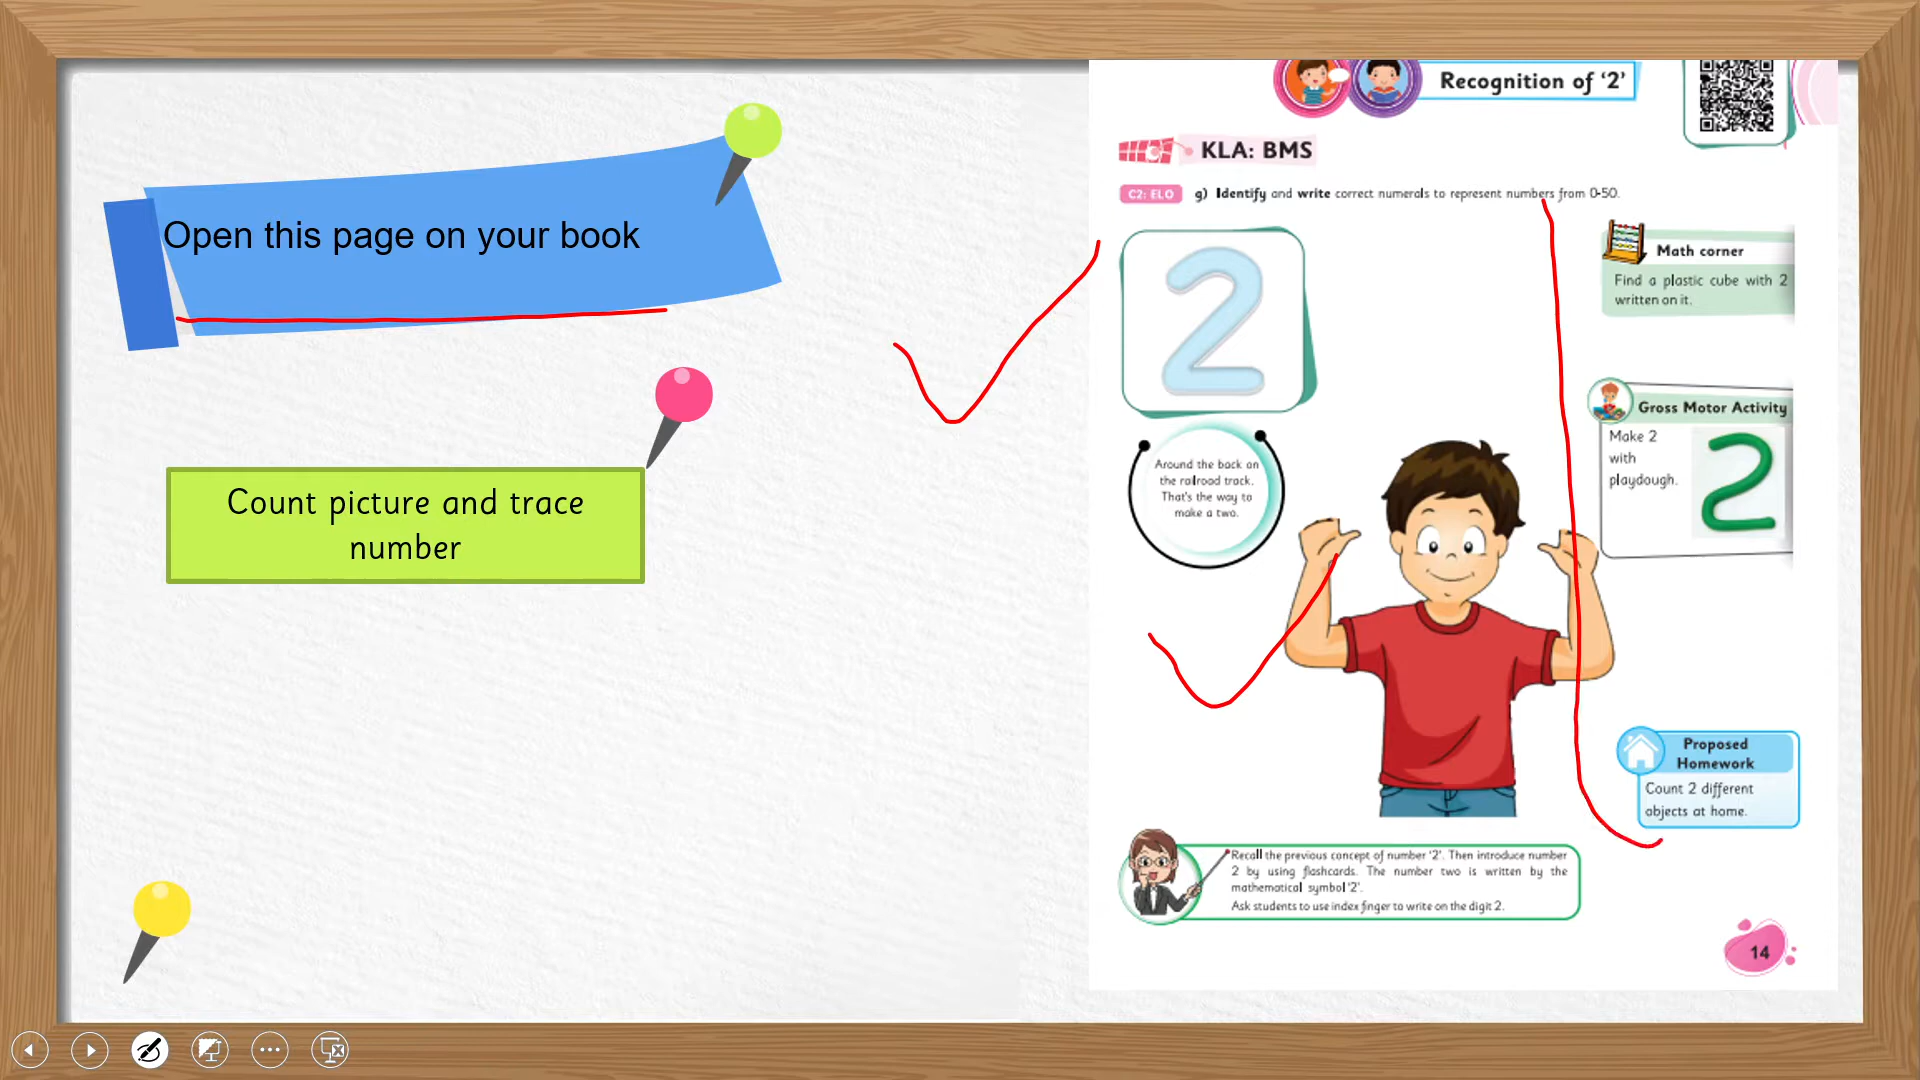 Open this page on your book
Count picture and trace
number
Recognition of ‘2’
KLA: BMS
C2: ELO g) Identify and write correct numerals to represent numbers from 0-50.
2
Around the back on
the railroad track.
That's the way to
make a two.
Math corner
Find a plastic cube with 2
written on it.
Gross Motor Activity
Make 2
with
playdough.
2
Proposed
Homework
Count 2 different
objects at home.
Recall the previous concept of number ‘2’. Then introduce number
2 by using flashcards. The number two is written by the
mathematical symbol ‘2’.
Ask students to use index finger to write on the digit 2.
14